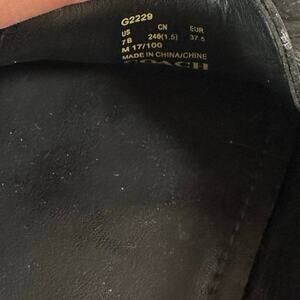 G2229
US CN EUR
7B 240(1.5) 37.5
M 17/100
MADE IN CHINA/CHINE
COACH